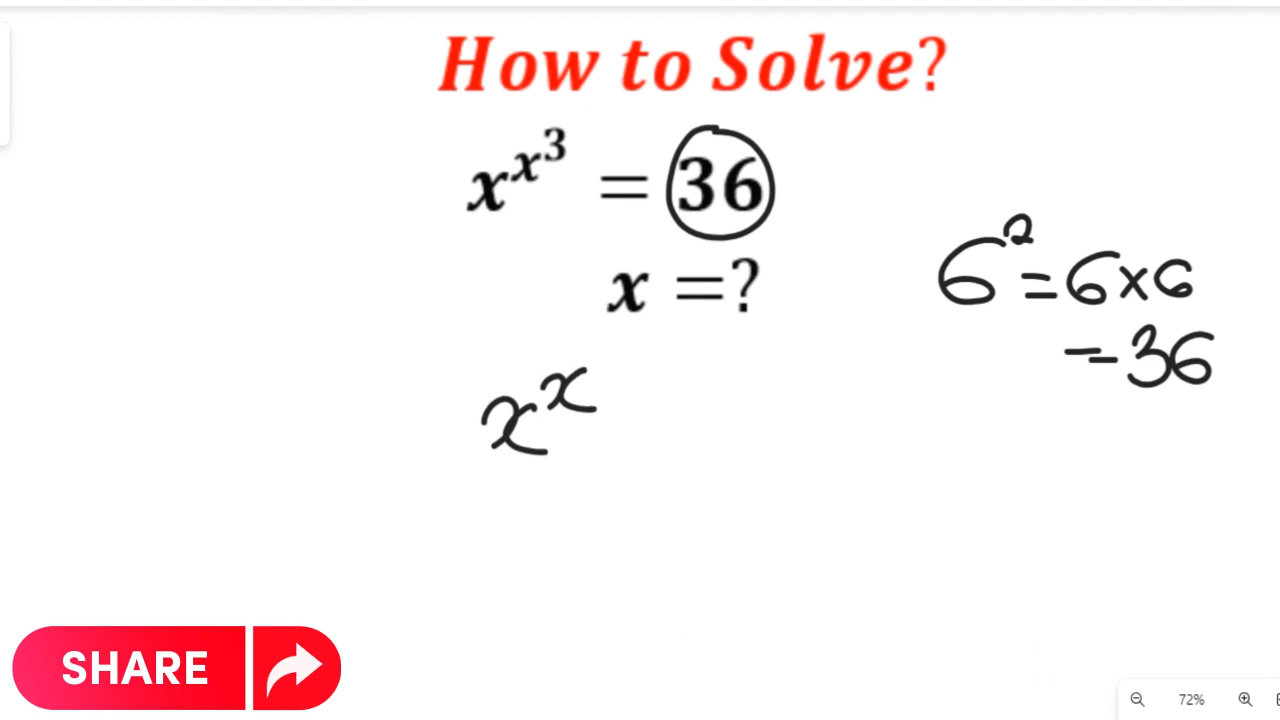 How to Solve?
x^{x^3} = 36
x =?
6^2 = 6×6
= 36
x^x
SHARE
72%